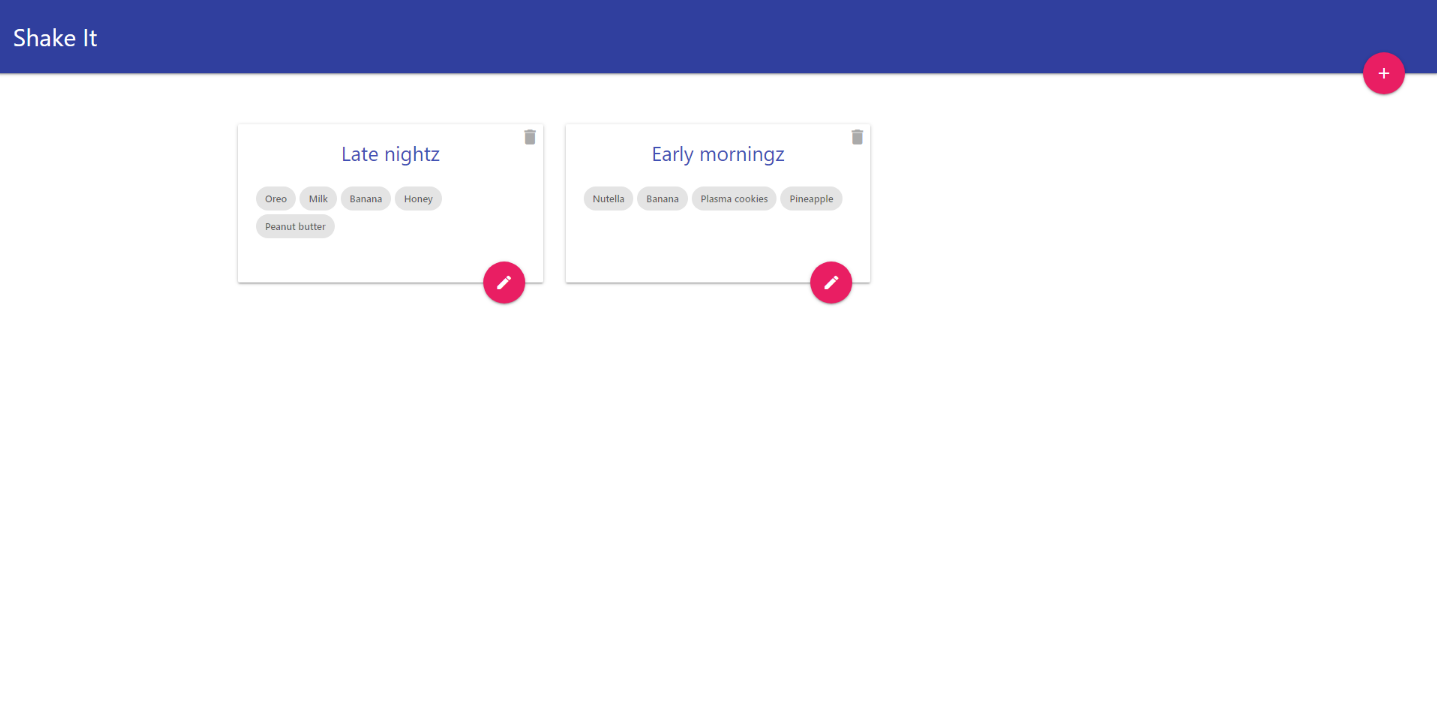 Shake It
Late nightz
Oreo Milk Banana Honey
Peanut butter
Early morningz
Nutella Banana Plasma cookies Pineapple